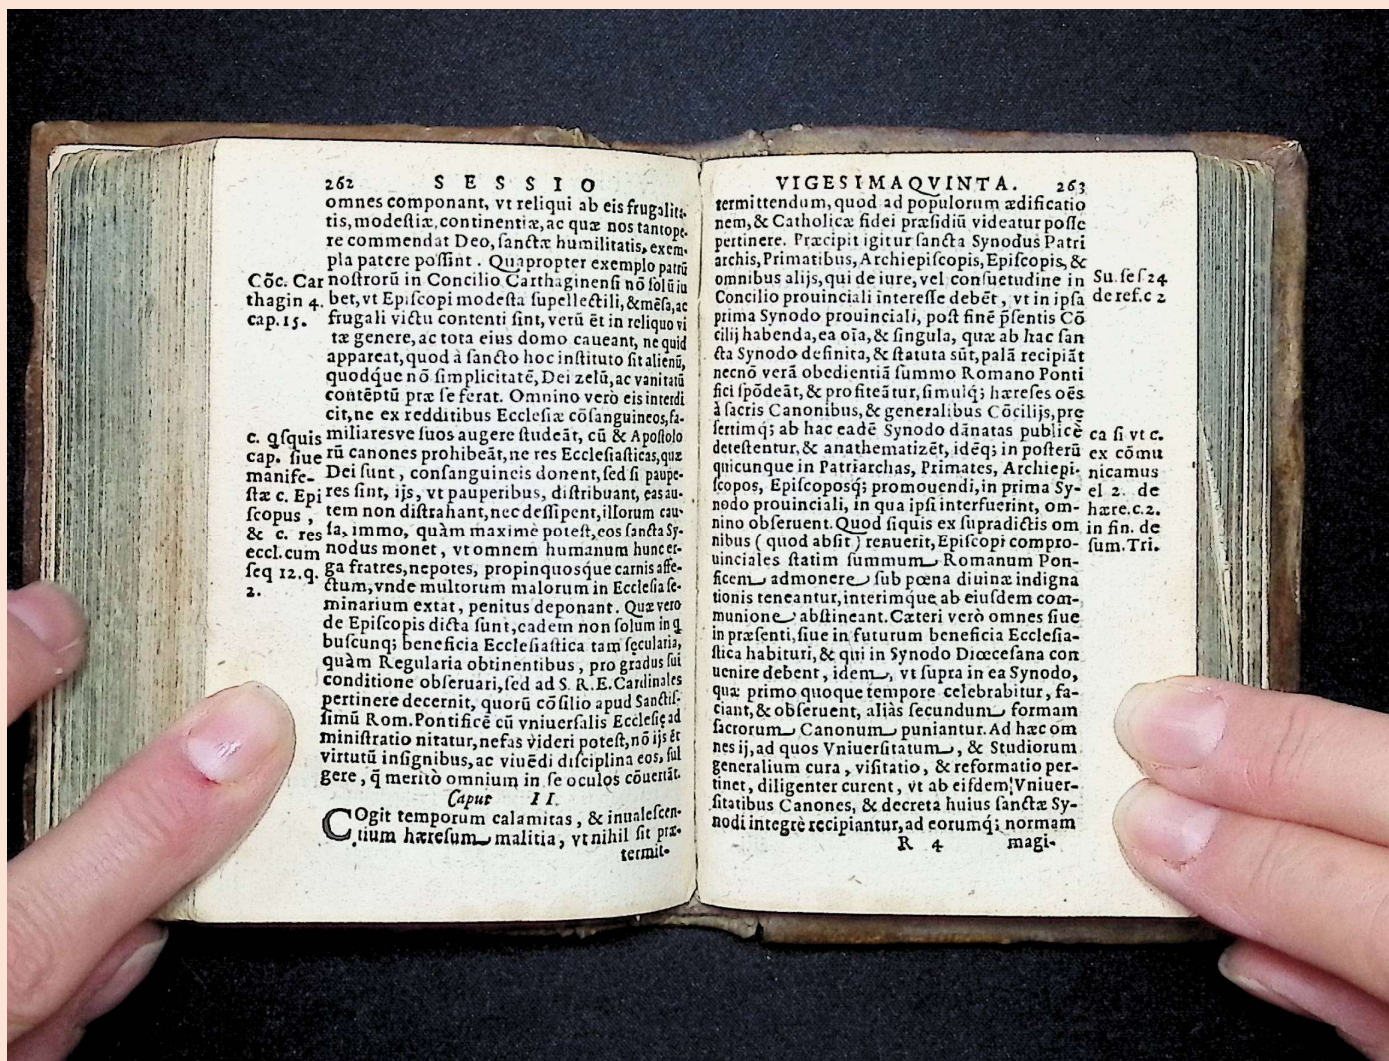 262 SESSIO
omnes componant, vt reliqui ab eis frugalita-
tis, modeſtiæ, continentiæ, ac quæ nos tantope-
re commendat Deo, ſanctæ humilitatis, exem-
pla patere poſſint. Quapropter exemplo patrũ
noſtrorũ in Concilio Carthaginenſi nõ ſolũ iu
bet, vt Epiſcopi modeſta ſupellectili, & mẽſa, ac
frugali victu contenti ſint, verũ ẽt in reliquo vi
tæ genere, ac tota eius domo caueant, ne quid
appareat, quod à ſancto hoc inſtituto ſit alienũ,
quodque nõ ſimplicitatẽ, Dei zelũ, ac vanitatũ
contẽptũ præ ſe ferat. Omnino verò eis interdi
cit, ne ex redditibus Eccleſiæ cõſanguineos, fa-
miliaresve ſuos augere ſtudeãt, cũ & Apoſtolo
rũ canones prohibeãt, ne res Eccleſiaſticas, quæ
Dei ſunt, conſanguineis donent, ſed ſi paupe-
res ſint, ijs, vt pauperibus, diſtribuant, eas au-
tem non diſtrahant, nec deſſipent, illorum cau-
ſa, immo, quàm maximè poteſt, eos ſancta Sy-
nodus monet, vt omnem humanum hunc er-
ga fratres, nepotes, propinquoſque carnis affe-
ctum, vnde multorum malorum in Eccleſia ſe-
minarium extat, penitus deponant. Quæ vero
de Epiſcopis dicta ſunt, eadem non ſolum in q̃
buſcunq; beneficia Eccleſiaſtica tam ſęcularia,
quàm Regularia obtinentibus, pro gradus ſui
conditione obſeruari, ſed ad S. R. E. Cardinales
pertinere decernit, quorũ cõſilio apud Sanctiſ-
ſimũ Rom. Pontificẽ cũ vniuerſalis Eccleſię ad
miniſtratio nitatur, nefas videri poteſt, nõ ijs ẽt
virtutũ inſignibus, ac viuẽdi diſciplina eos, ful
gere, q̃ meritò omnium in ſe oculos cõuertãt.
Caput II.
COgit temporum calamitas, & inualeſcen-
tium hæreſum malitia, vt nihil ſit præ-
termit-
Cõc. Car
thagin 4.
cap. 15.
c. q̃ſquis
cap. ſiue
manife-
ſtæ c. Epi
ſcopus,
& c. res
eccl. cum
ſeq 12. q.
2.
VIGESIMAQVINTA. 263
termittendum, quod ad populorum ædificatio
nem, & Catholicæ fidei præſidiũ videatur poſſe
pertinere. Præcipit igitur ſancta Synodus Patri
archis, Primatibus, Archiepiſcopis, Epiſcopis, &
omnibus alijs, qui de iure, vel conſuetudine in
Concilio prouinciali intereſſe debẽt, vt in ipſa
prima Synodo prouinciali, poſt finẽ p̃ſentis Cõ
cilij habenda, ea oĩa, & ſingula, quæ ab hac ſan
cta Synodo definita, & ſtatuta sũt, palã recipiãt
necnõ verã obedientiã ſummo Romano Ponti
fici ſpõdeãt, & profiteãtur, ſimulq; hæreſes oẽs
à ſacris Canonibus, & generalibus Cõcilijs, pre
ſertimq; ab hac eadẽ Synodo dãnatas publicè
deteſtentur, & anathematizẽt, idẽq; in poſterũ
quicunque in Patriarchas, Primates, Archiepi-
ſcopos, Epiſcopoſq; promouendi, in prima Sy-
nodo prouinciali, in qua ipſi interfuerint, om-
nino obſeruent. Quod ſiquis ex ſupradictis om
nibus (quod abſit) renuerit, Epiſcopi compro-
uinciales ſtatim ſummum Romanum Pon-
ficem admonere ſub pœna diuinæ indigna
tionis teneantur, interimque ab eiuſdem com-
munione abſtineant. Cæteri verò omnes ſiue
in præſenti, ſiue in futurum beneficia Eccleſia-
ſtica habituri, & qui in Synodo Diœceſana con
uenire debent, idem, vt ſupra in ea Synodo,
quæ primo quoque tempore celebrabitur, fa-
ciant, & obſeruent, aliàs ſecundum formam
ſacrorum Canonum puniantur. Ad hæc om
nes ij, ad quos Vniuerſitatum, & Studiorum
generalium cura, viſitatio, & reformatio per-
tinet, diligenter curent, vt ab eiſdem Vniuer-
ſitatibus Canones, & decreta huius ſanctæ Sy-
nodi integrè recipiantur, ad eorumq; normam
R 4 magi-
Su. ſeſ 24
de ref. c 2
ca ſi vt c.
ex cõmu
nicamus
el 2. de
hære. c. 2.
in fin. de
ſum. Tri.